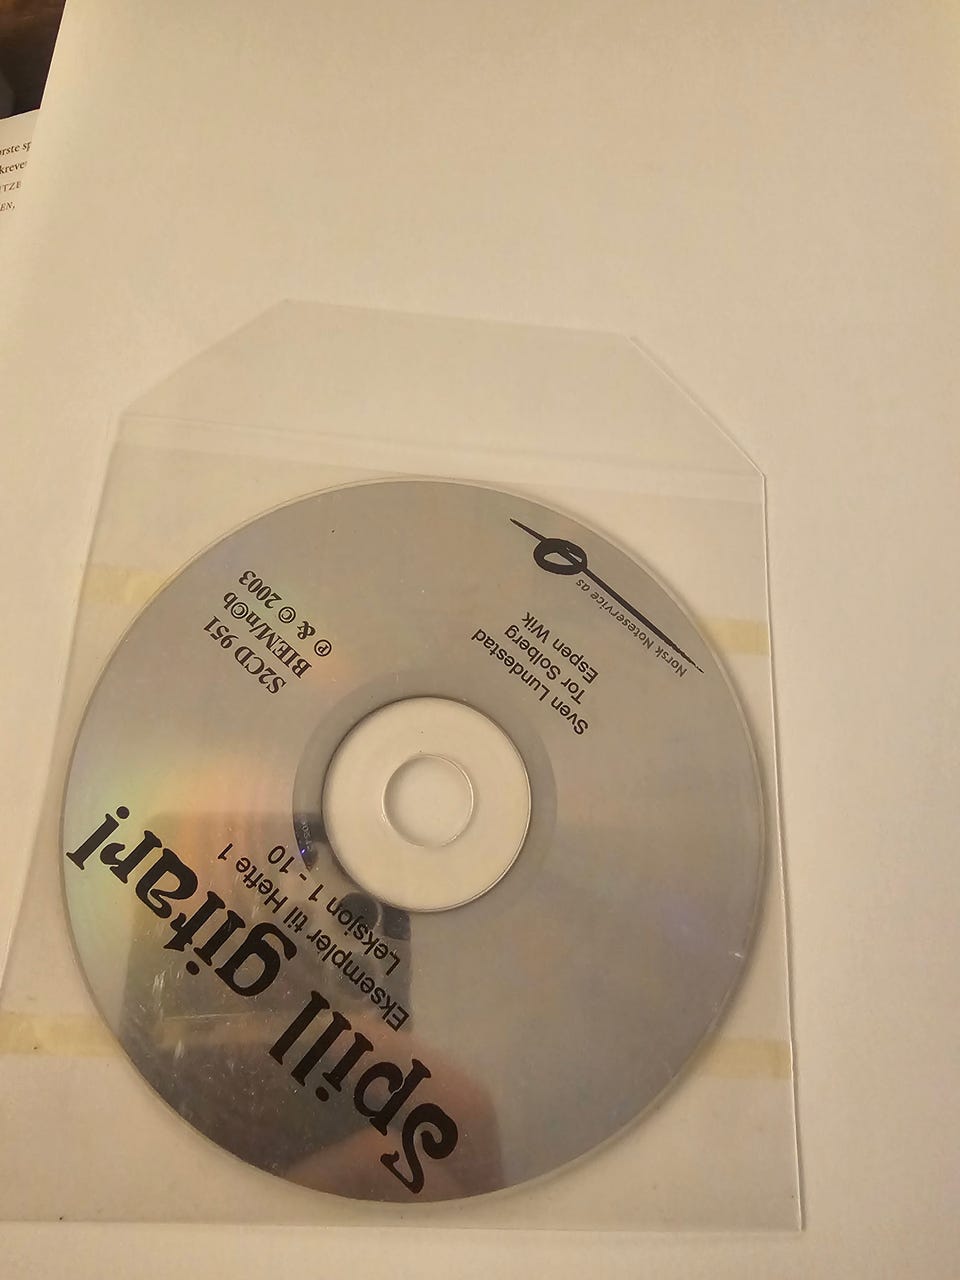 Spill gitar!
Eksempler til Hefte 1
Leksjon 1 - 10
S2CD 951
BIEM/n©b
℗ & © 2003
Sven Lundestad
Tor Solberg
Espen Wik
Norsk Noteservice as